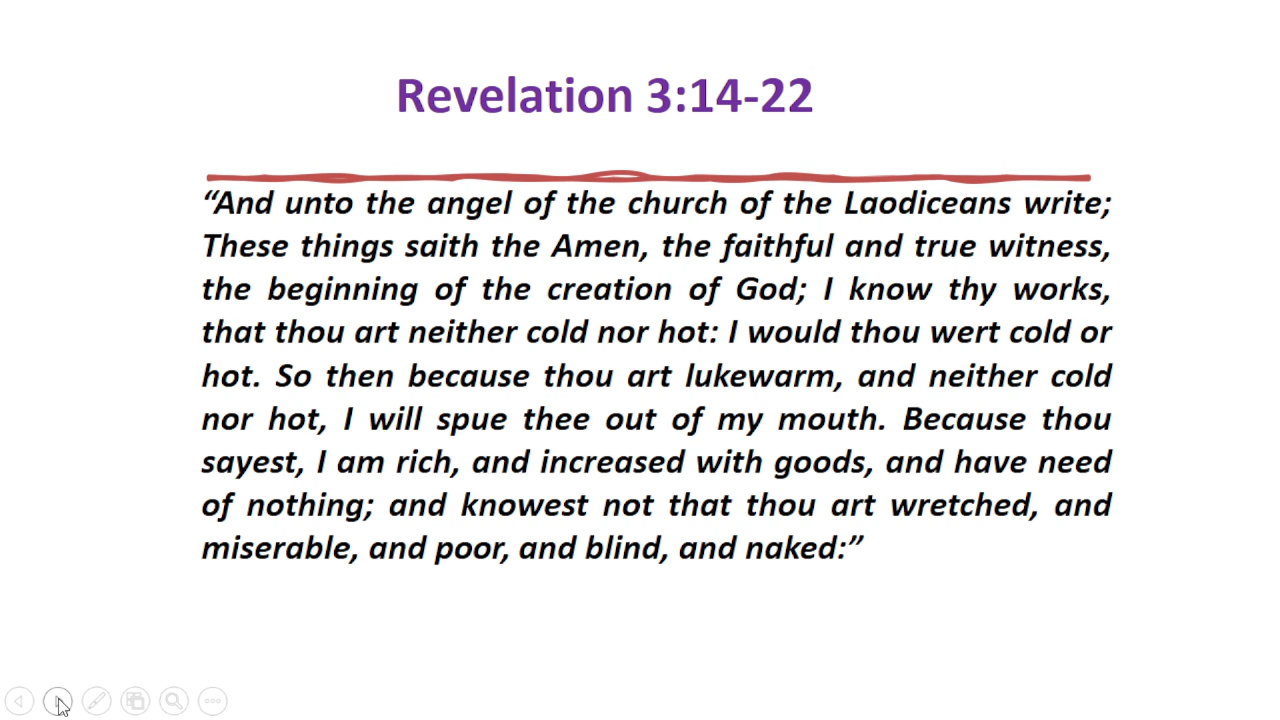 Revelation 3:14-22
“And unto the angel of the church of the Laodiceans write;
These things saith the Amen, the faithful and true witness,
the beginning of the creation of God; I know thy works,
that thou art neither cold nor hot: I would thou wert cold or
hot. So then because thou art lukewarm, and neither cold
nor hot, I will spue thee out of my mouth. Because thou
sayest, I am rich, and increased with goods, and have need
of nothing; and knowest not that thou art wretched, and
miserable, and poor, and blind, and naked:”